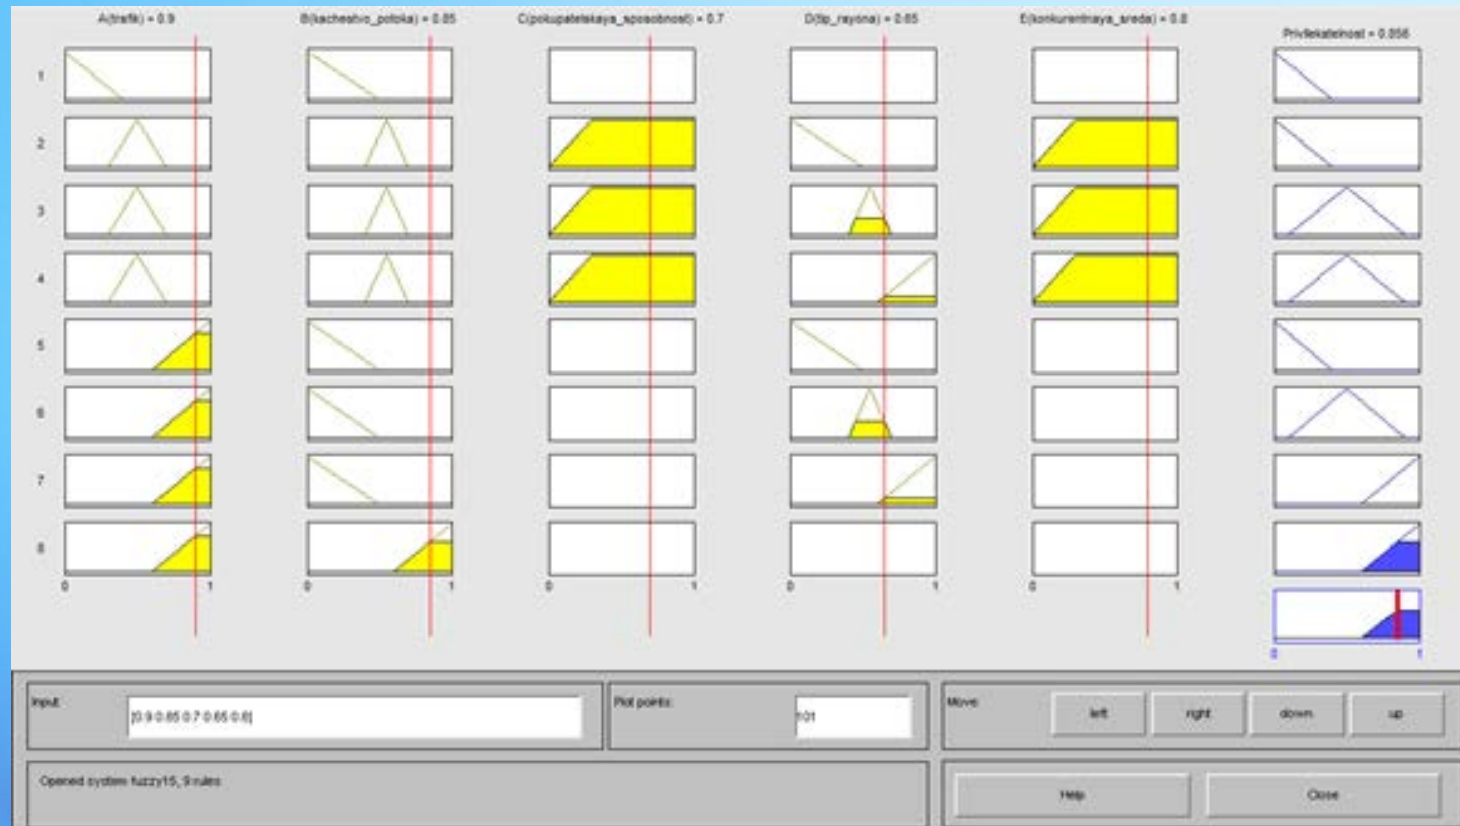 A(trafik) = 0.9
B(kachestvo_potoka) = 0.85
C(pokupatelskaya_sposobnost) = 0.7
D(tip_rayona) = 0.65
E(konkurentnaya_sreda) = 0.8
Privlekatelnost = 0.856
1
2
3
4
5
6
7
8
0 1
0 1
0 1
0 1
0 1
0 1
Input:
[0.9 0.85 0.7 0.65 0.8]
Plot points:
101
Move:
left
right
down
up
Opened system fuzzy15, 9 rules
Help
Close